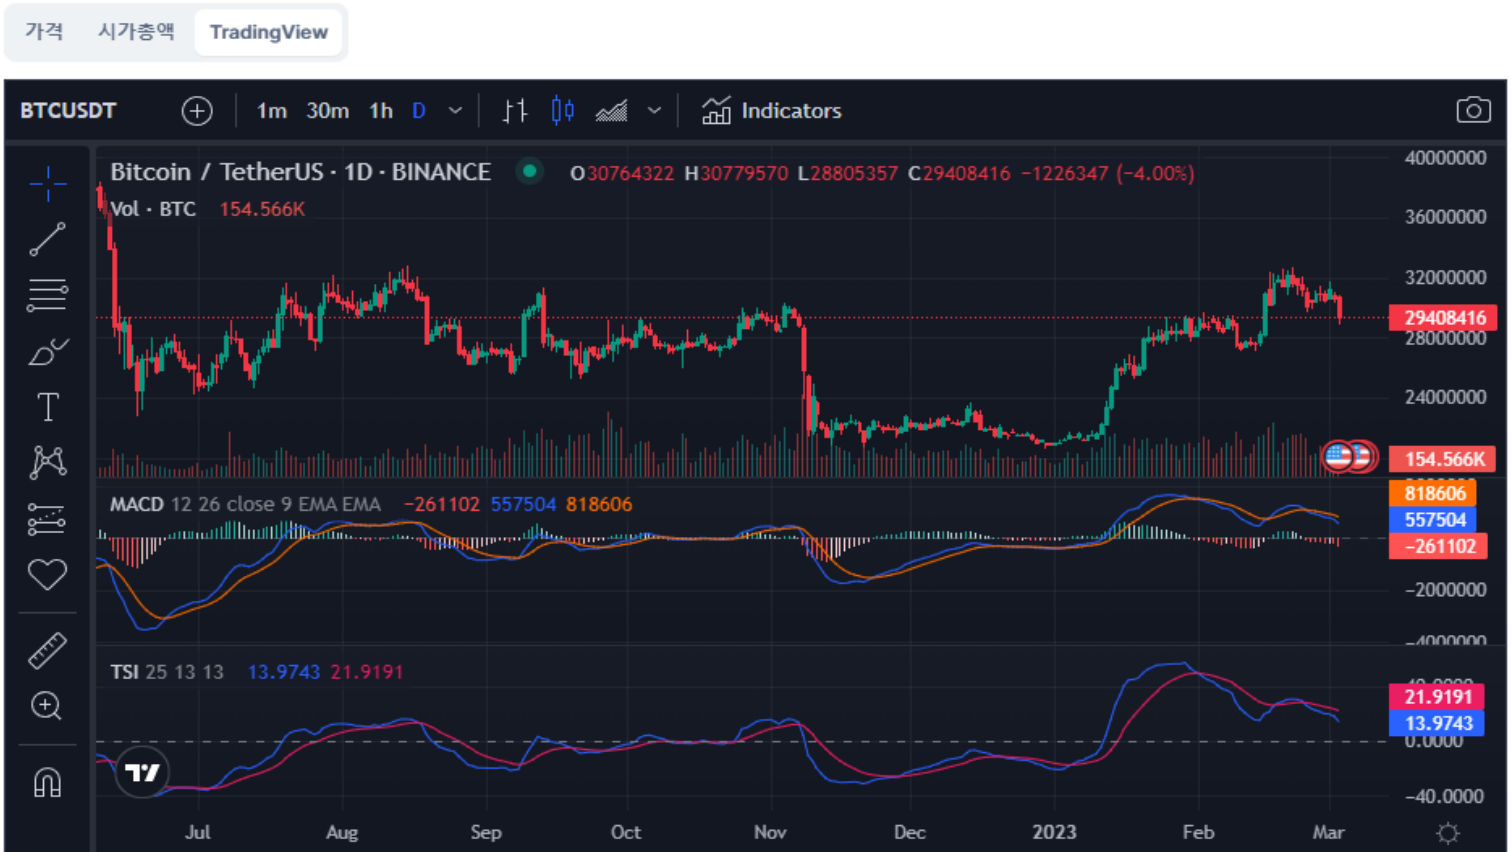 가격 시가총액 TradingView
BTCUSDT 1m 30m 1h D Indicators
Bitcoin / TetherUS · 1D · BINANCE O30764322 H30779570 L28805357 C29408416 −1226347 (−4.00%)
Vol · BTC 154.566K
40000000
36000000
32000000
29408416
28000000
24000000
154.566K
MACD 12 26 close 9 EMA EMA −261102 557504 818606
818606
557504
−261102
−2000000
−4000000
TSI 25 13 13 13.9743 21.9191
40.0000
21.9191
13.9743
0.0000
−40.0000
Jul Aug Sep Oct Nov Dec 2023 Feb Mar